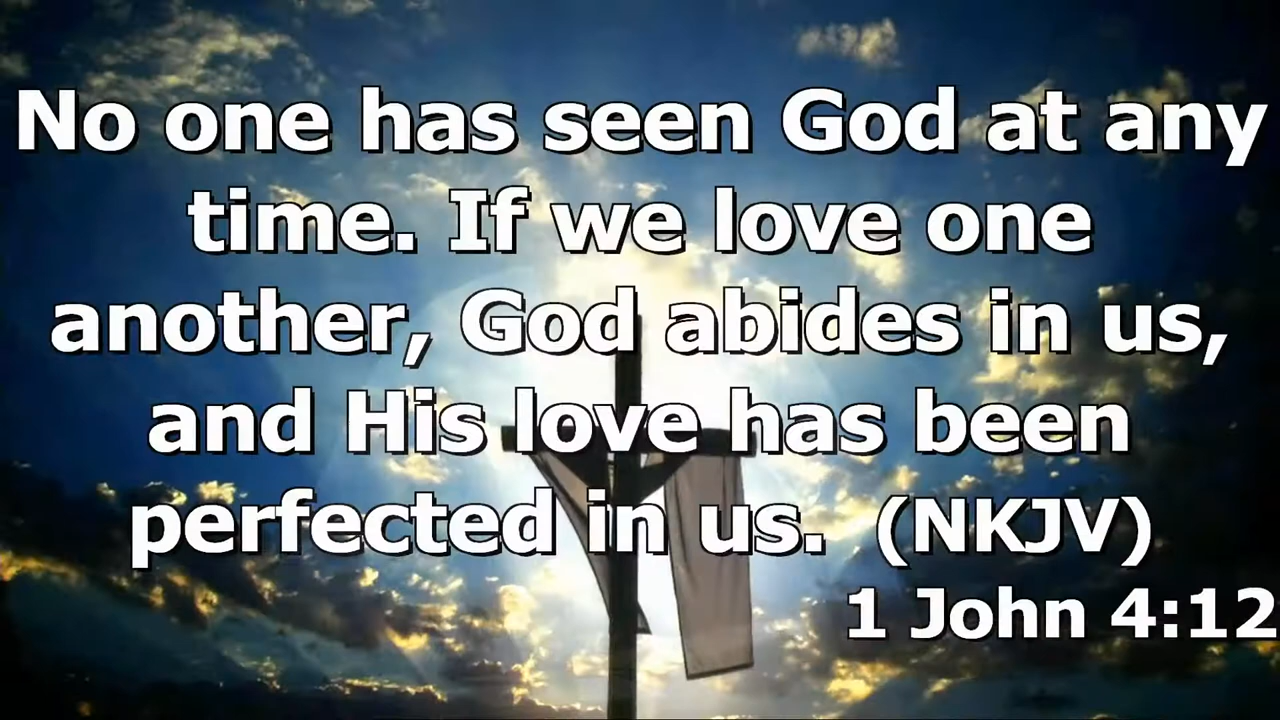 No one has seen God at any
time. If we love one
another, God abides in us,
and His love has been
perfected in us.  (NKJV)
1 John 4:12